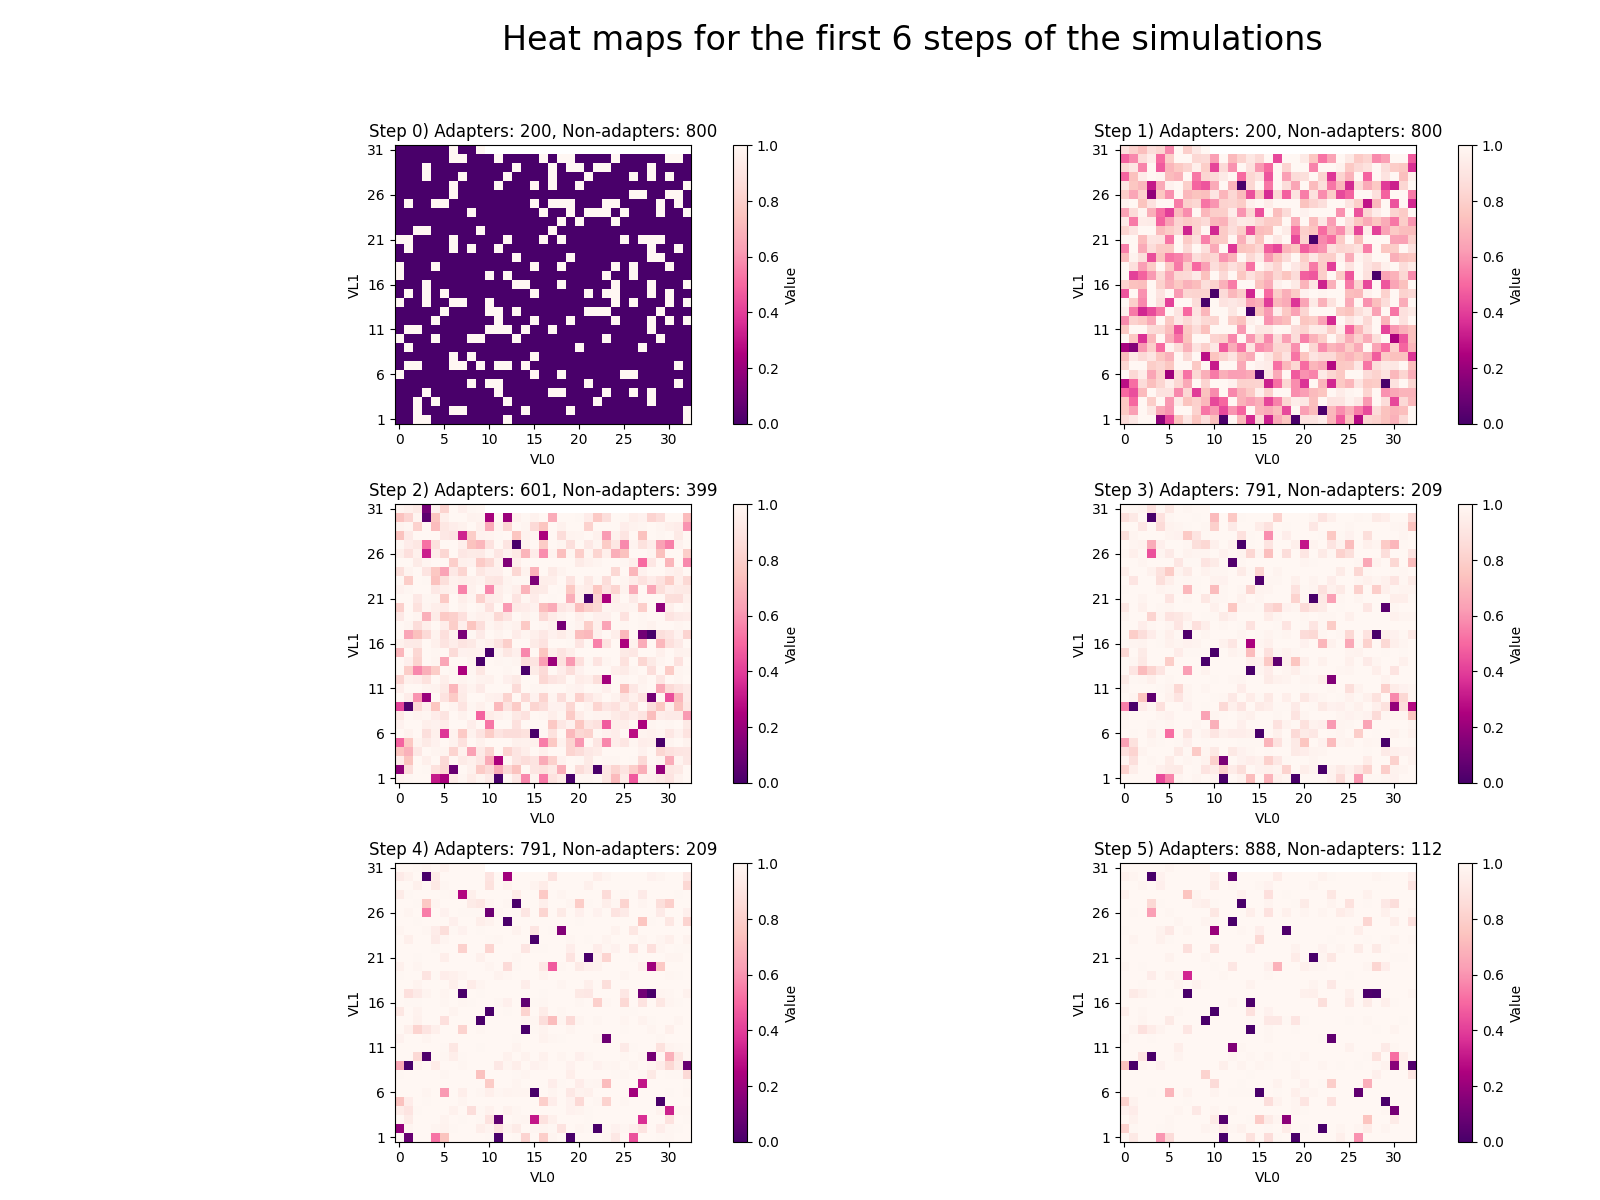 Heat maps for the first 6 steps of the simulations
Step 0) Adapters: 200, Non-adapters: 800
31
26
21
16
11
6
1
VL1
0 5 10 15 20 25 30
VL0
1.0
0.8
0.6
0.4
0.2
0.0
Value
Step 1) Adapters: 200, Non-adapters: 800
31
26
21
16
11
6
1
VL1
0 5 10 15 20 25 30
VL0
1.0
0.8
0.6
0.4
0.2
0.0
Value
Step 2) Adapters: 601, Non-adapters: 399
31
26
21
16
11
6
1
VL1
0 5 10 15 20 25 30
VL0
1.0
0.8
0.6
0.4
0.2
0.0
Value
Step 3) Adapters: 791, Non-adapters: 209
31
26
21
16
11
6
1
VL1
0 5 10 15 20 25 30
VL0
1.0
0.8
0.6
0.4
0.2
0.0
Value
Step 4) Adapters: 791, Non-adapters: 209
31
26
21
16
11
6
1
VL1
0 5 10 15 20 25 30
VL0
1.0
0.8
0.6
0.4
0.2
0.0
Value
Step 5) Adapters: 888, Non-adapters: 112
31
26
21
16
11
6
1
VL1
0 5 10 15 20 25 30
VL0
1.0
0.8
0.6
0.4
0.2
0.0
Value